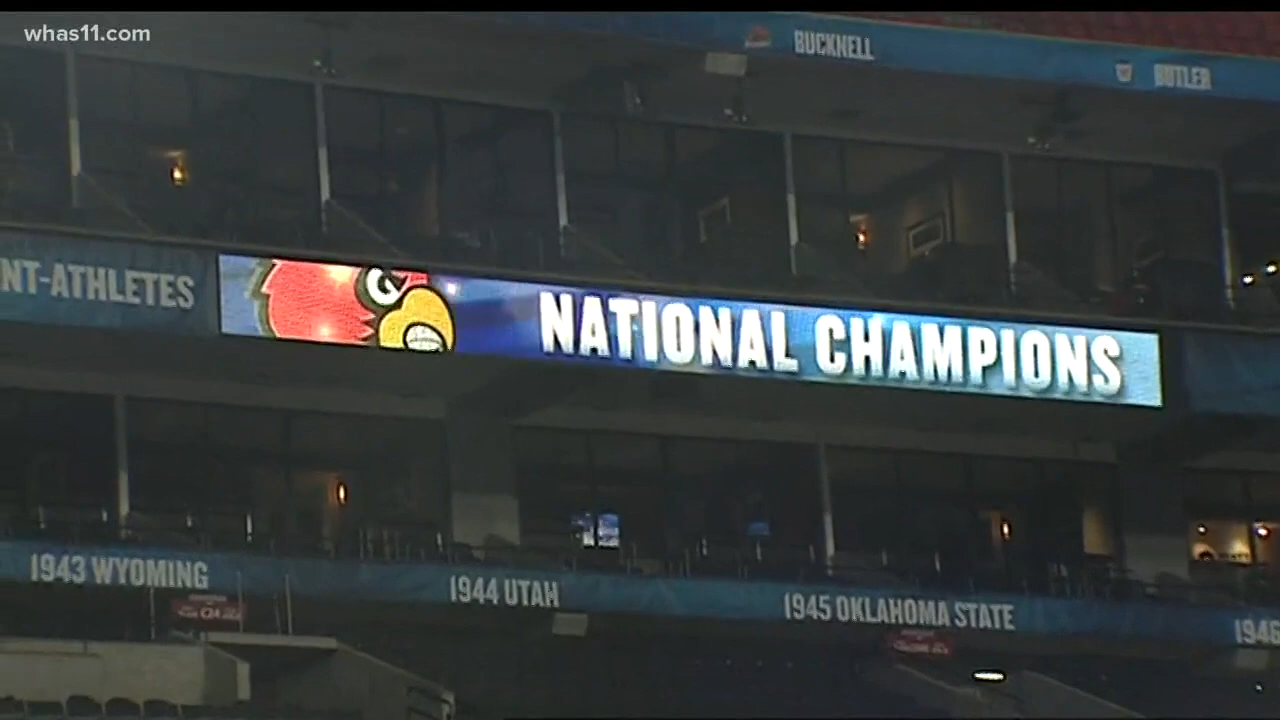 whas11.com
BUCKNELL
BUTLER
NT-ATHLETES
NATIONAL CHAMPIONS
1943 WYOMING
1944 UTAH
1945 OKLAHOMA STATE
1946